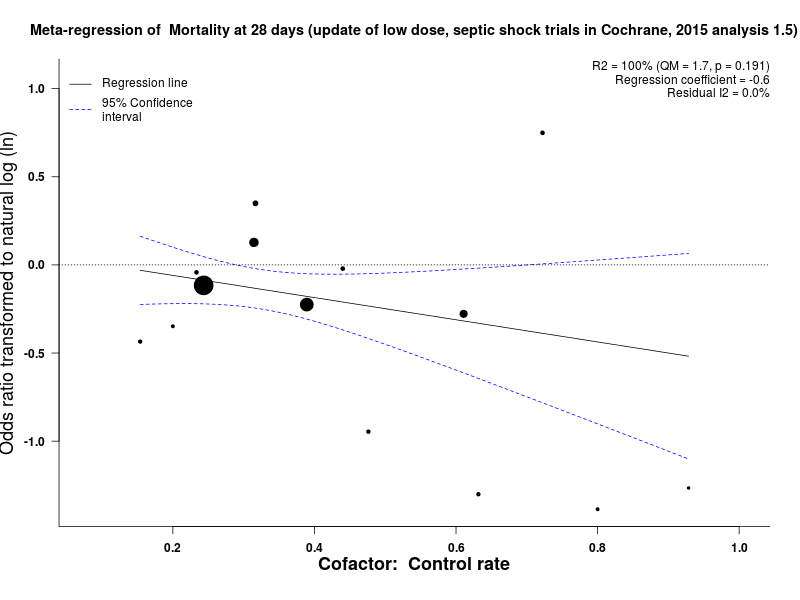 Meta-regression of  Mortality at 28 days (update of low dose, septic shock trials in Cochrane, 2015 analysis 1.5)
R2 = 100% (QM = 1.7, p = 0.191)
Regression coefficient = -0.6
Residual I2 = 0.0%
Regression line
95% Confidence
interval
Odds ratio transformed to natural log (ln)
1.0
0.5
0.0
-0.5
-1.0
0.2 0.4 0.6 0.8 1.0
Cofactor:  Control rate